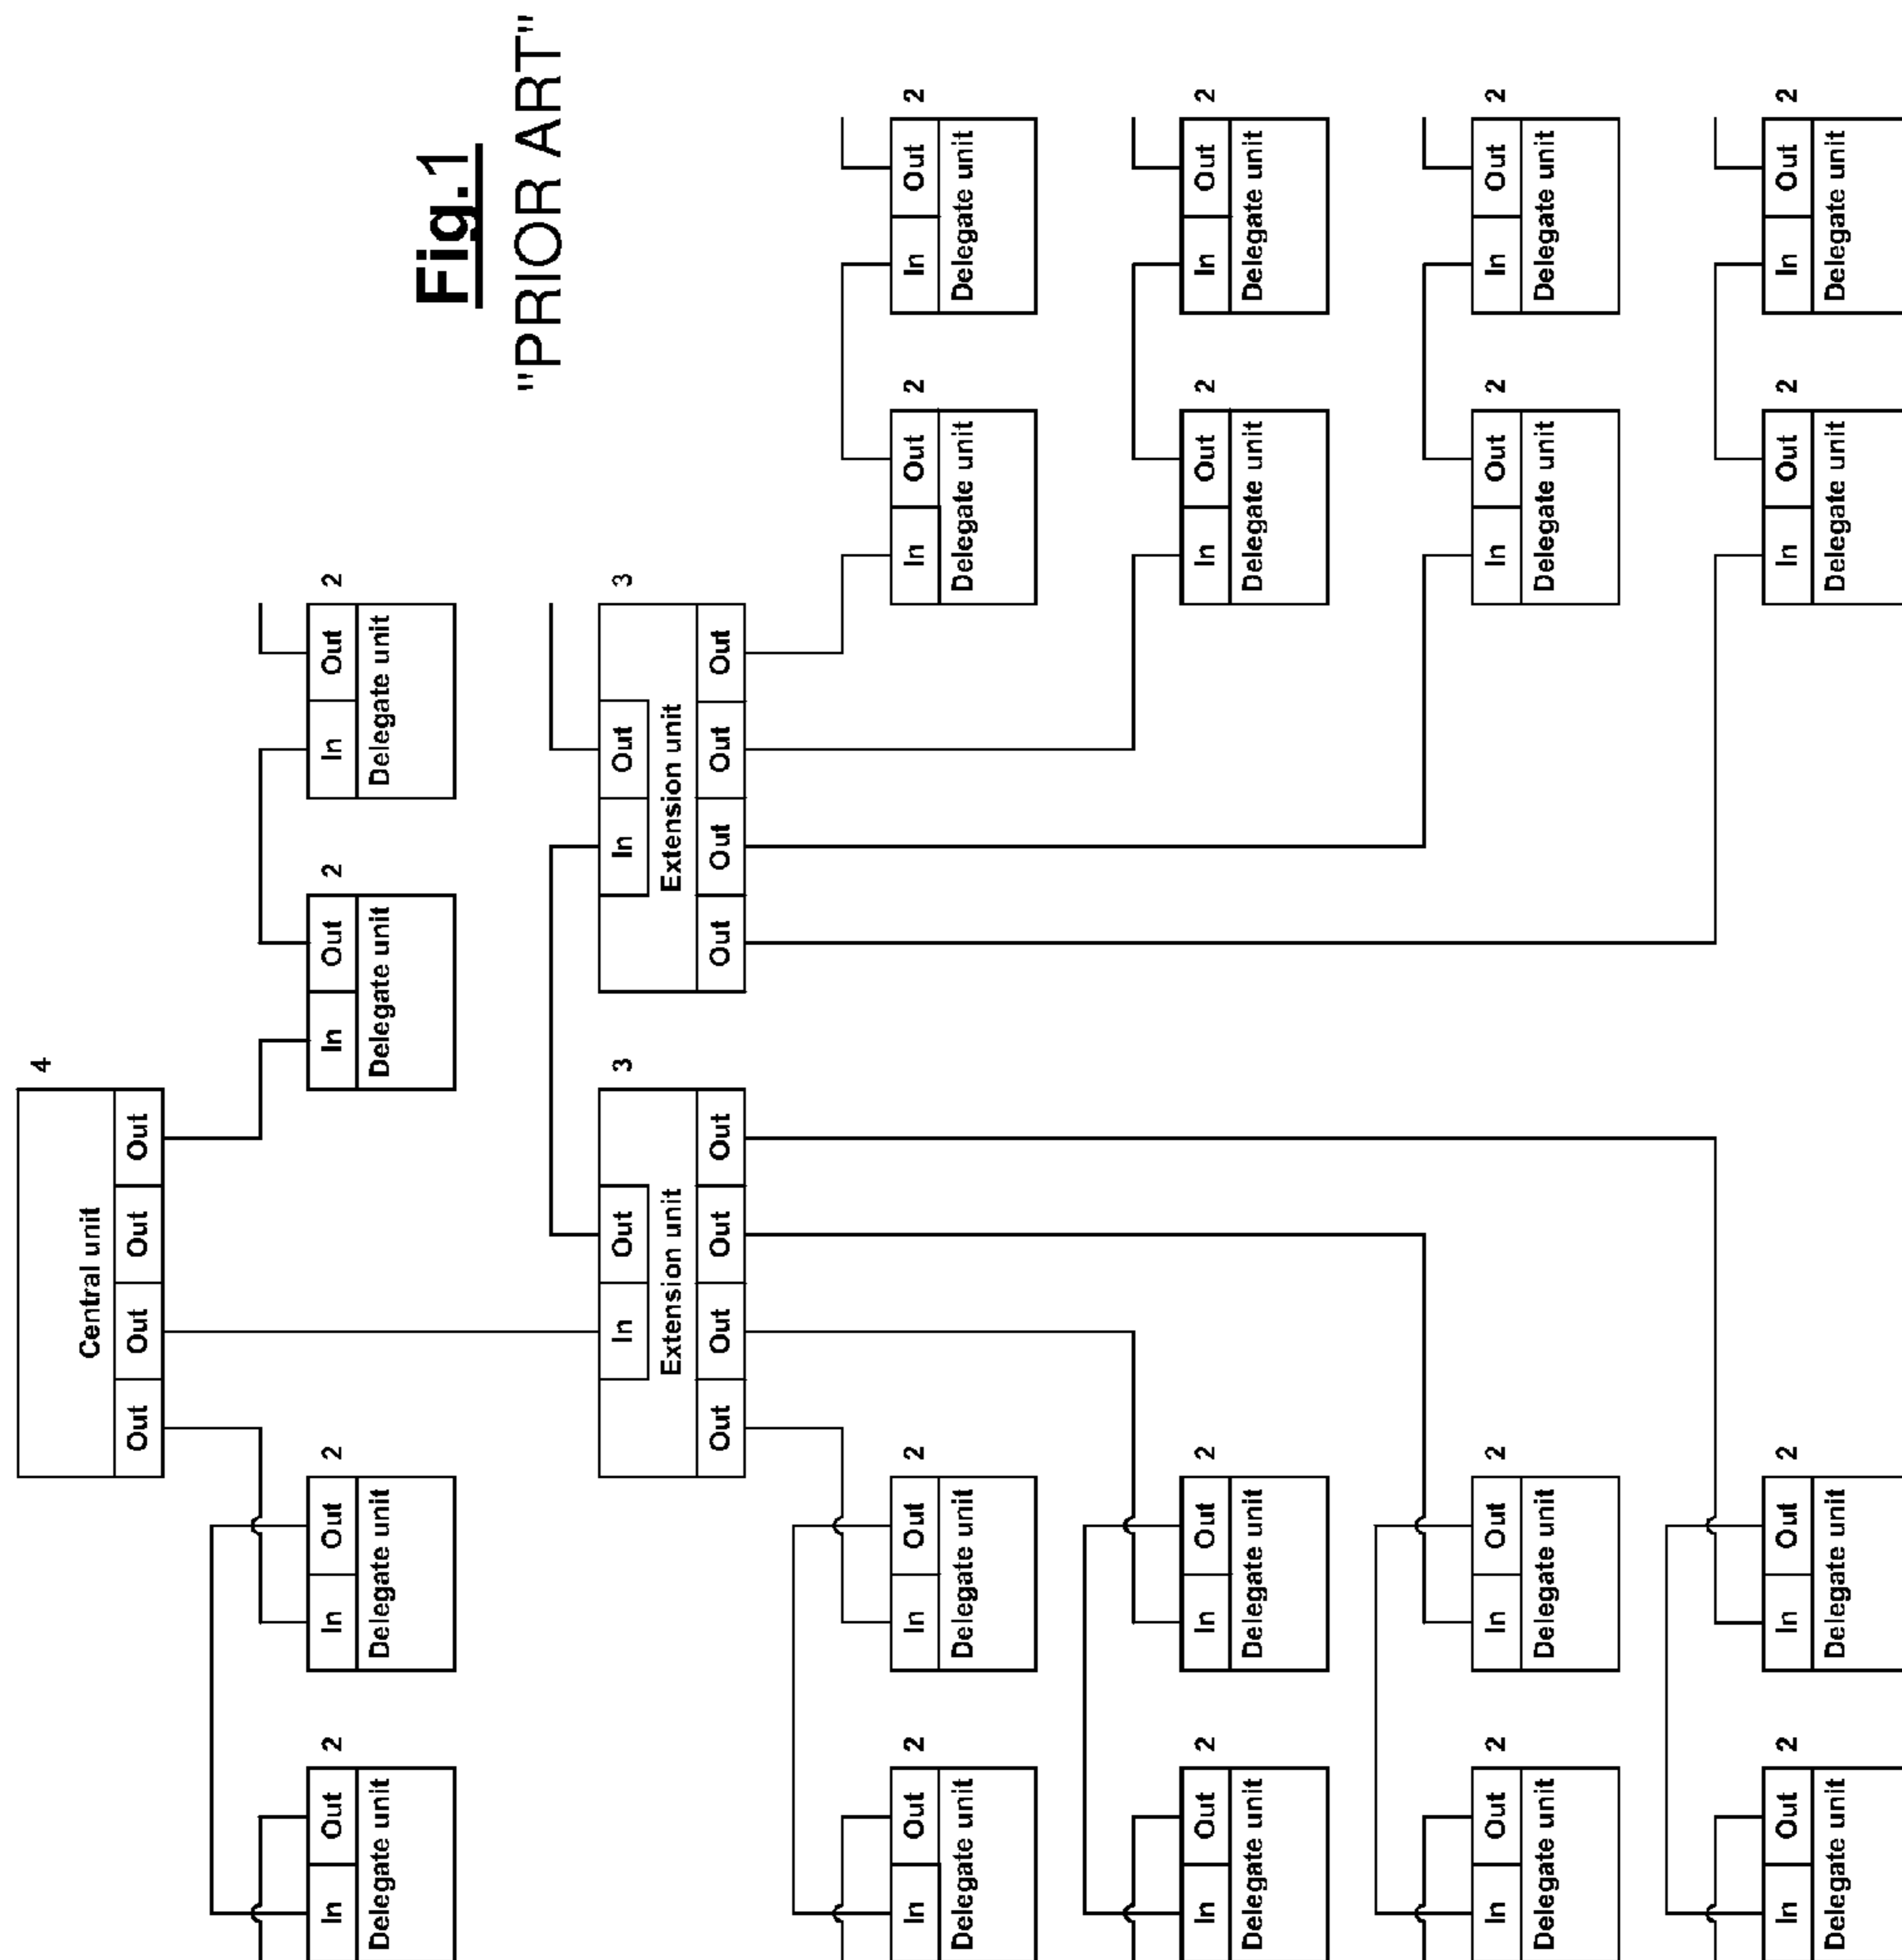 4
Central unit
Out Out Out Out
In Out 2 In Out 2 In Out 2 In Out 2
Delegate unit Delegate unit Delegate unit Delegate unit
Fig.1
"PRIOR ART"
In Out 3 In Out 3
Extension unit Extension unit
Out Out Out Out Out Out Out Out
In Out 2 In Out 2 In Out 2 In Out 2
Delegate unit Delegate unit Delegate unit Delegate unit
In Out 2 In Out 2 In Out 2 In Out 2
Delegate unit Delegate unit Delegate unit Delegate unit
In Out 2 In Out 2 In Out 2 In Out 2
Delegate unit Delegate unit Delegate unit Delegate unit
In Out 2 In Out 2 In Out 2 In Out 2
Delegate unit Delegate unit Delegate unit Delegate unit